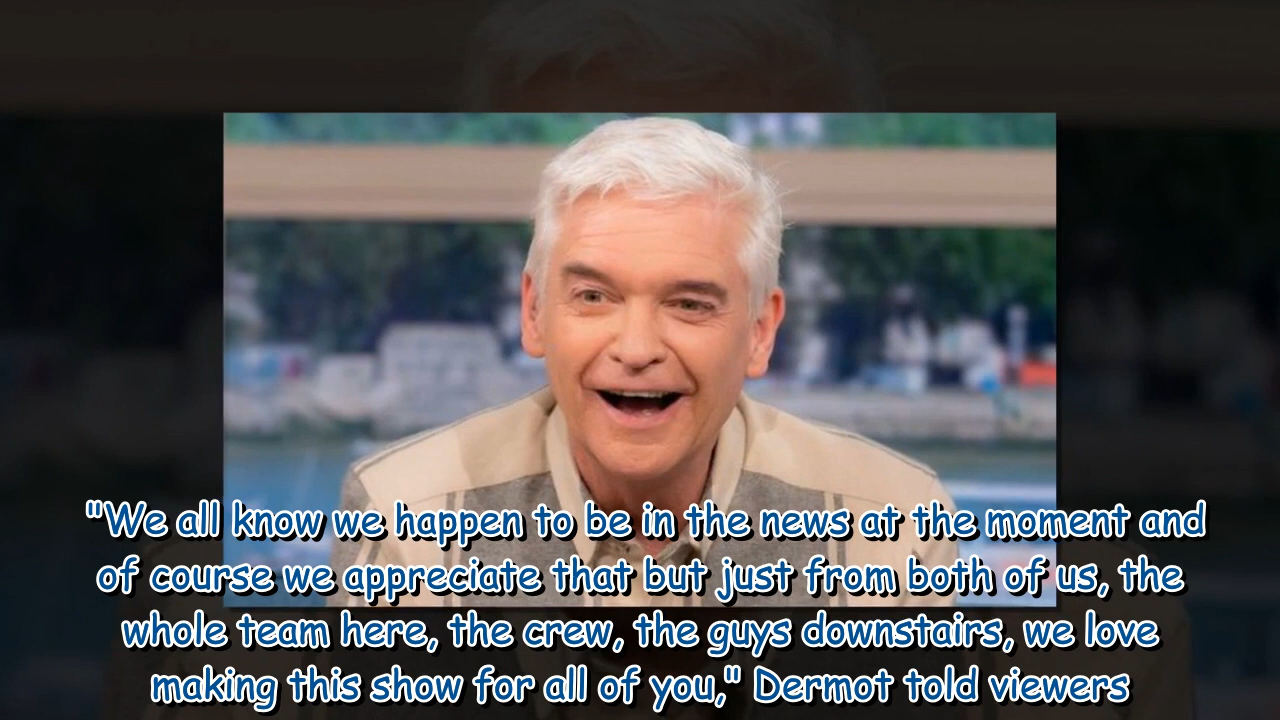 "We all know we happen to be in the news at the moment and
of course we appreciate that but just from both of us, the
whole team here, the crew, the guys downstairs, we love
making this show for all of you," Dermot told viewers